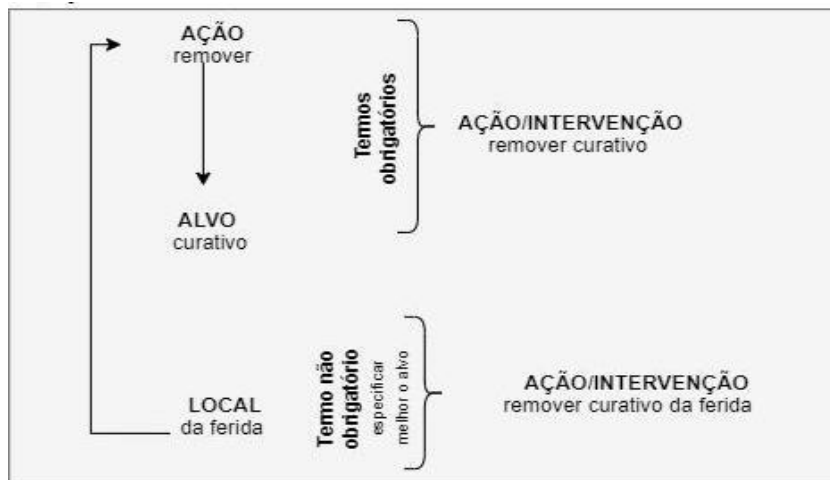 AÇÃO
remover
Termos
obrigatórios
AÇÃO/INTERVENÇÃO
remover curativo
ALVO
curativo
LOCAL
da ferida
Termo não
obrigatório
especificar
melhor o alvo
AÇÃO/INTERVENÇÃO
remover curativo da ferida